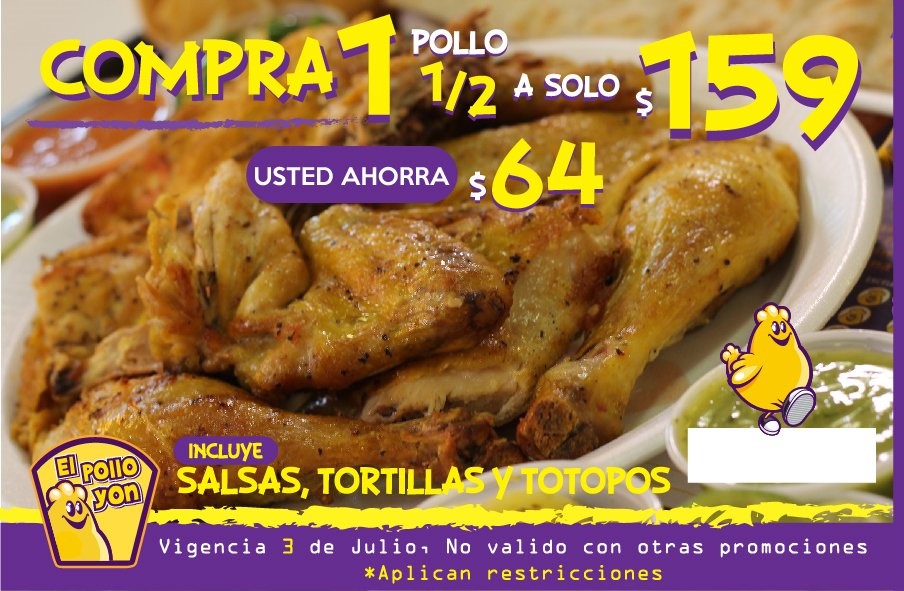 COMPRA 1 POLLO 1/2 A SOLO $159
USTED AHORRA $64
INCLUYE
SALSAS, TORTILLAS Y TOTOPOS
El Pollo
yon
Vigencia 3 de Julio, No valido con otras promociones
*Aplican restricciones